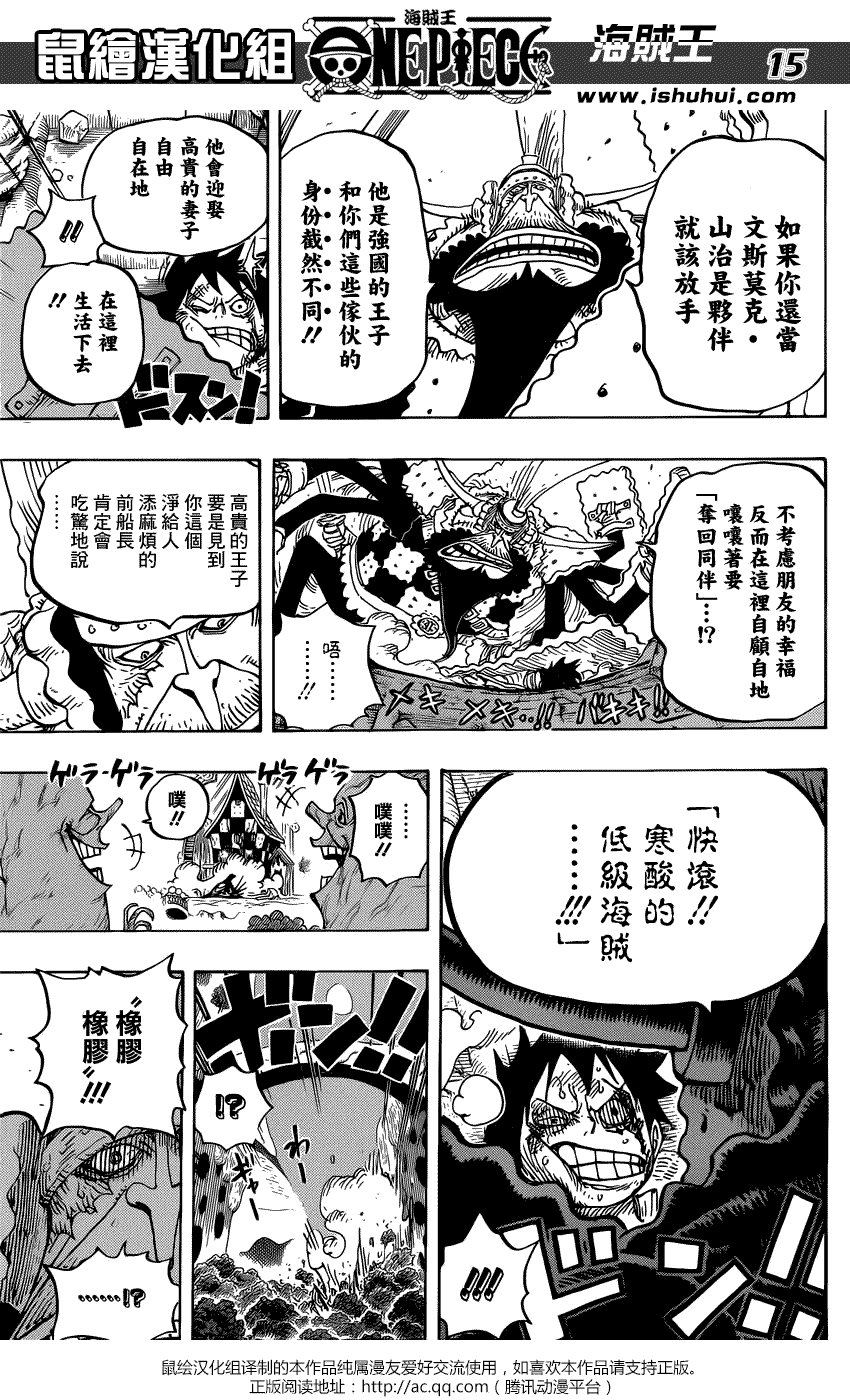 鼠繪漢化組
海賊王
ONE PIECE
海賊王
15
www.ishuhui.com
如果你還當
文斯莫克・
山治是夥伴
就該放手
他是強國的王子
和你們這些傢伙的
身份截然不同!!
他會迎娶
高貴的妻子
自由
自在地
!!
在這裡
生活下去
!!
ドスン!
不考慮朋友的幸福
反而在這裡自顧自地
嚷嚷著要
「奪回同伴」…!?
唔……
メキメキ…!!
バキバキ!!
高貴的王子
要是見到
你這個
淨給人
添麻煩的
前船長
肯定會
吃驚地說
……
「快滾!!
寒酸的
低級海賊
……!!!」
!!!
ドン!!
……
噗噗!!
噗!!
ゲラゲラ
ゲラ-ゲラ
ギュン!!
!?
わー
ギャー
“橡膠
橡膠”!!!
……!?
鼠绘汉化组译制的本作品纯属漫友爱好交流使用，如喜欢本作品请支持正版。
正版阅读地址：http://ac.qq.com（腾讯动漫平台）